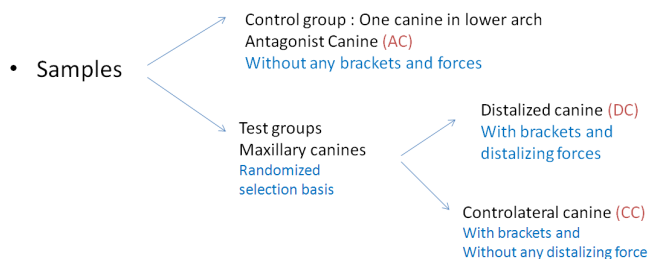 • Samples
Control group : One canine in lower arch
Antagonist Canine (AC)
Without any brackets and forces
Test groups
Maxillary canines
Randomized
selection basis
Distalized canine (DC)
With brackets and
distalizing forces
Controlateral canine (CC)
With brackets and
Without any distalizing force